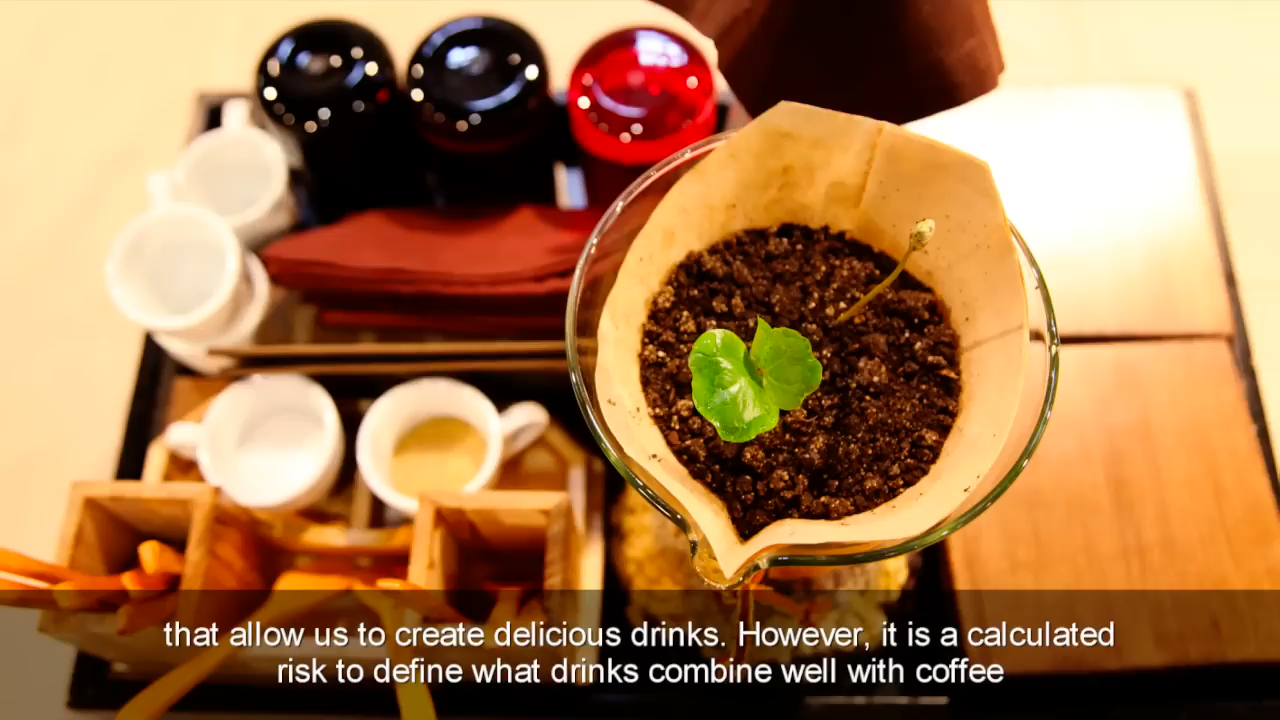 that allow us to create delicious drinks. However, it is a calculated
risk to define what drinks combine well with coffee